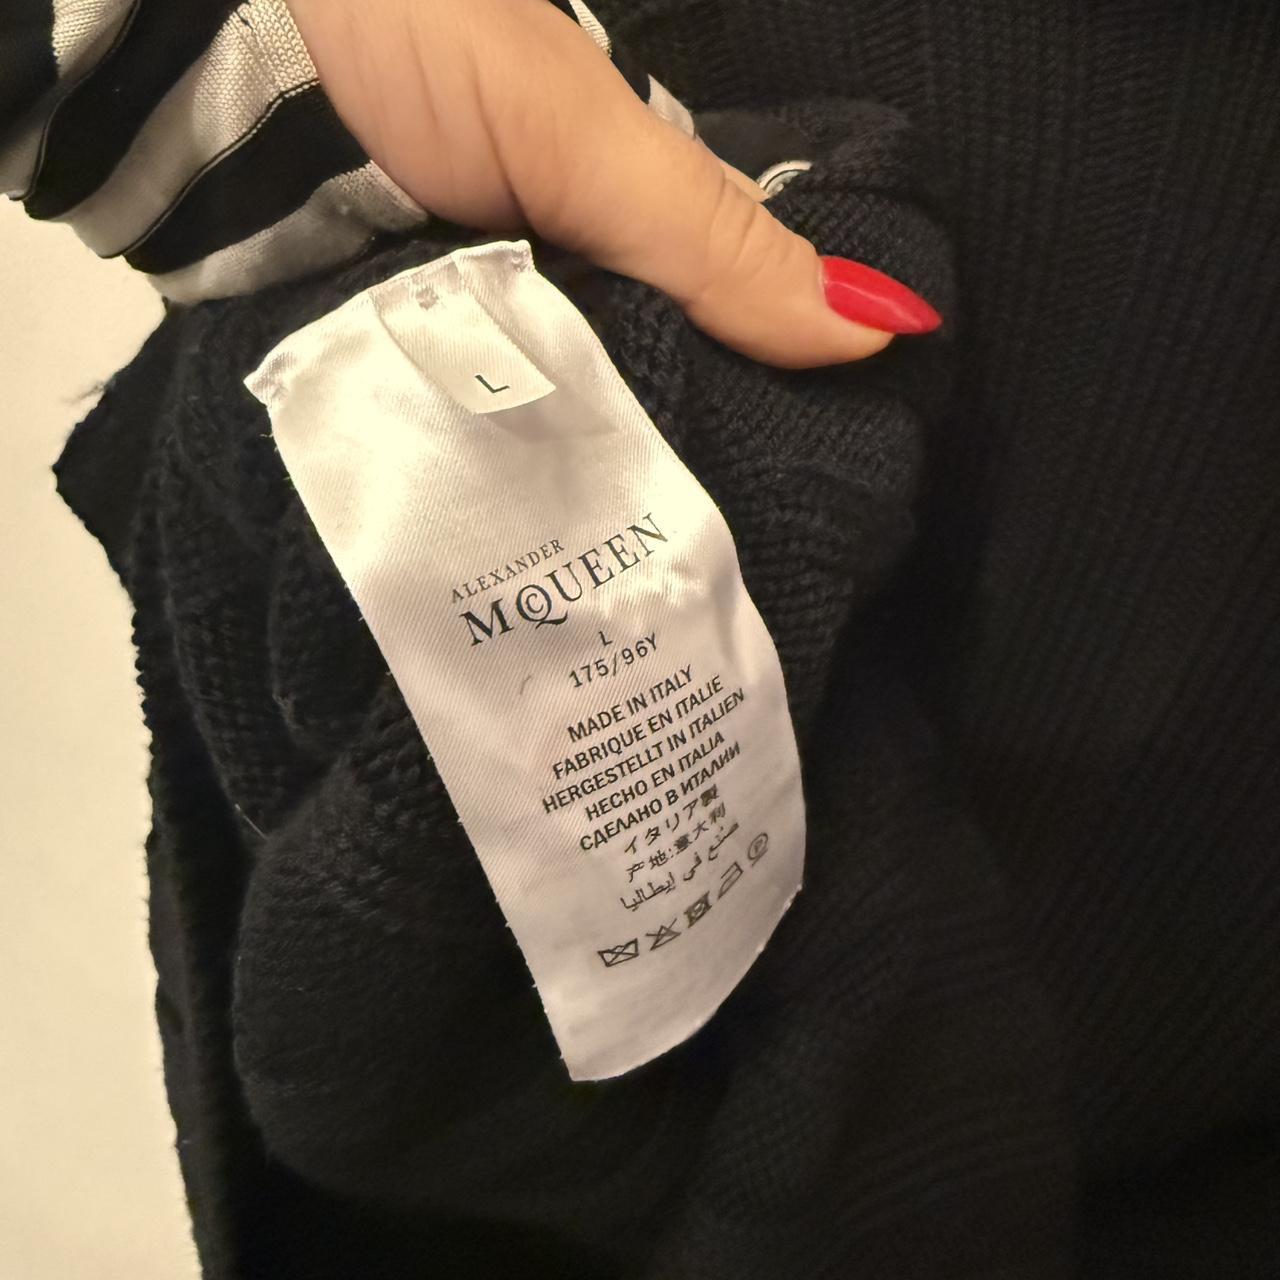 L
ALEXANDER
MCQUEEN
L
175/96Y
MADE IN ITALY
FABRIQUE EN ITALIE
HERGESTELLT IN ITALIEN
HECHO EN ITALIA
СДЕЛАНО В ИТАЛИИ
イタリア製
产地:意大利
صنع في إيطاليا
P